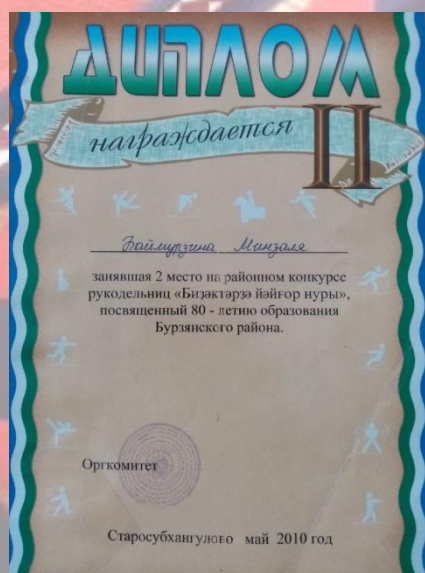 ДИПЛОМ
II
награждается
Баймурзина Минзаля
занявшая 2 место на районном конкурсе
рукодельниц «Биҙәктәрҙә йәйғор нуры»,
посвященный 80 - летию образования
Бурзянского района.
Оргкомитет
Старосубхангулово май 2010 год